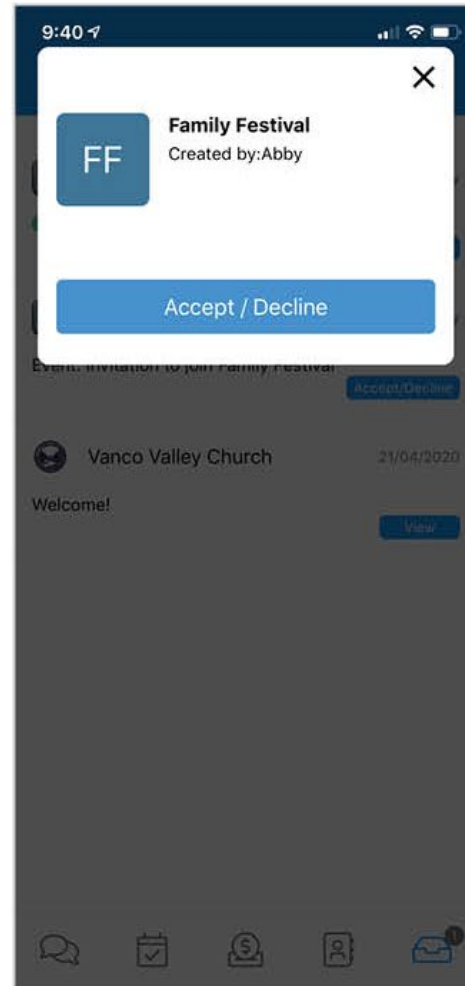 9:40
FF
Family Festival
Created by:Abby
Accept / Decline
Event: Invitation to join Family Festival
Accept/Decline
Vanco Valley Church
21/04/2020
Welcome!
View
1